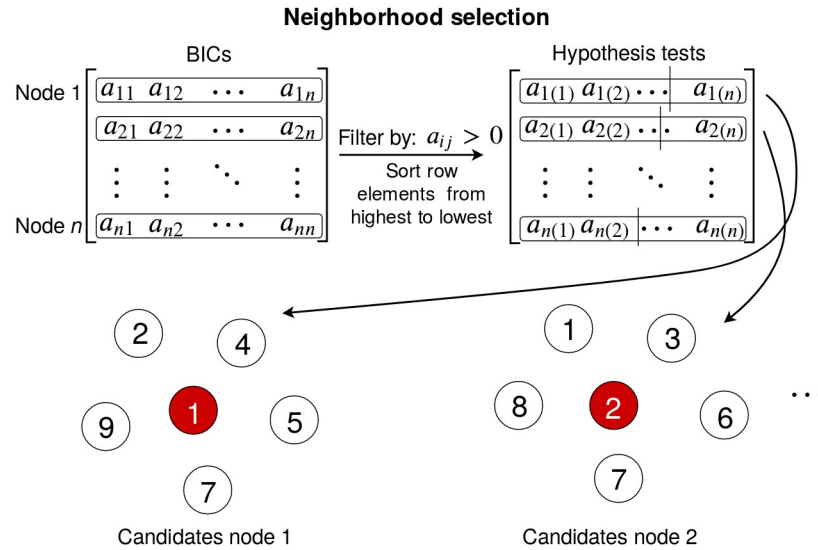 Neighborhood selection
BICs
Hypothesis tests
Node 1 a₁₁ a₁₂ ⋯ a₁ₙ
a₂₁ a₂₂ ⋯ a₂ₙ
⋮ ⋮ ⋱ ⋮
Node n aₙ₁ aₙ₂ ⋯ aₙₙ
Filter by: aᵢⱼ > 0
Sort row
elements from
highest to lowest
a₁₍₁₎ a₁₍₂₎ ⋯ a₁₍ₙ₎
a₂₍₁₎ a₂₍₂₎ ⋯ a₂₍ₙ₎
⋮ ⋮ ⋱ ⋮
aₙ₍₁₎ aₙ₍₂₎ ⋯ aₙ₍ₙ₎
2
4
9
1
5
7
Candidates node 1
1
3
8
2
6
7
Candidates node 2
..